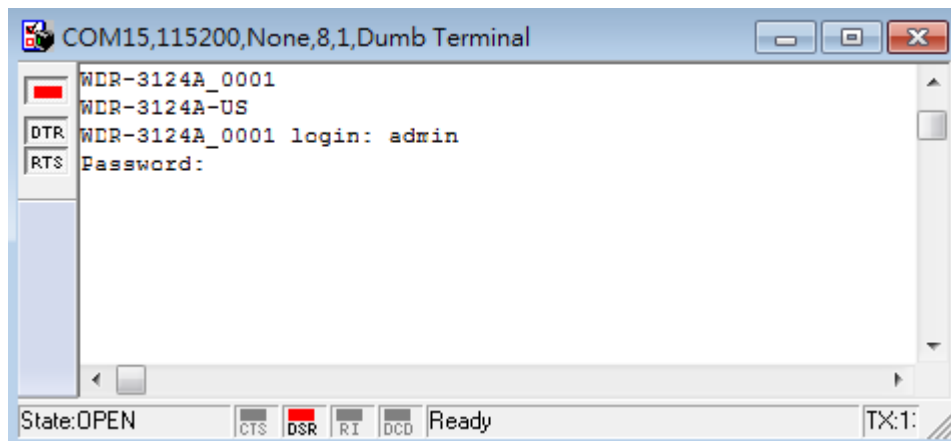 COM15,115200,None,8,1,Dumb Terminal
WDR-3124A_0001
WDR-3124A-US
DTR
WDR-3124A_0001 login: admin
RTS
Password:
State:OPEN
CTS
DSR
RI
DCD
Ready
TX:1: